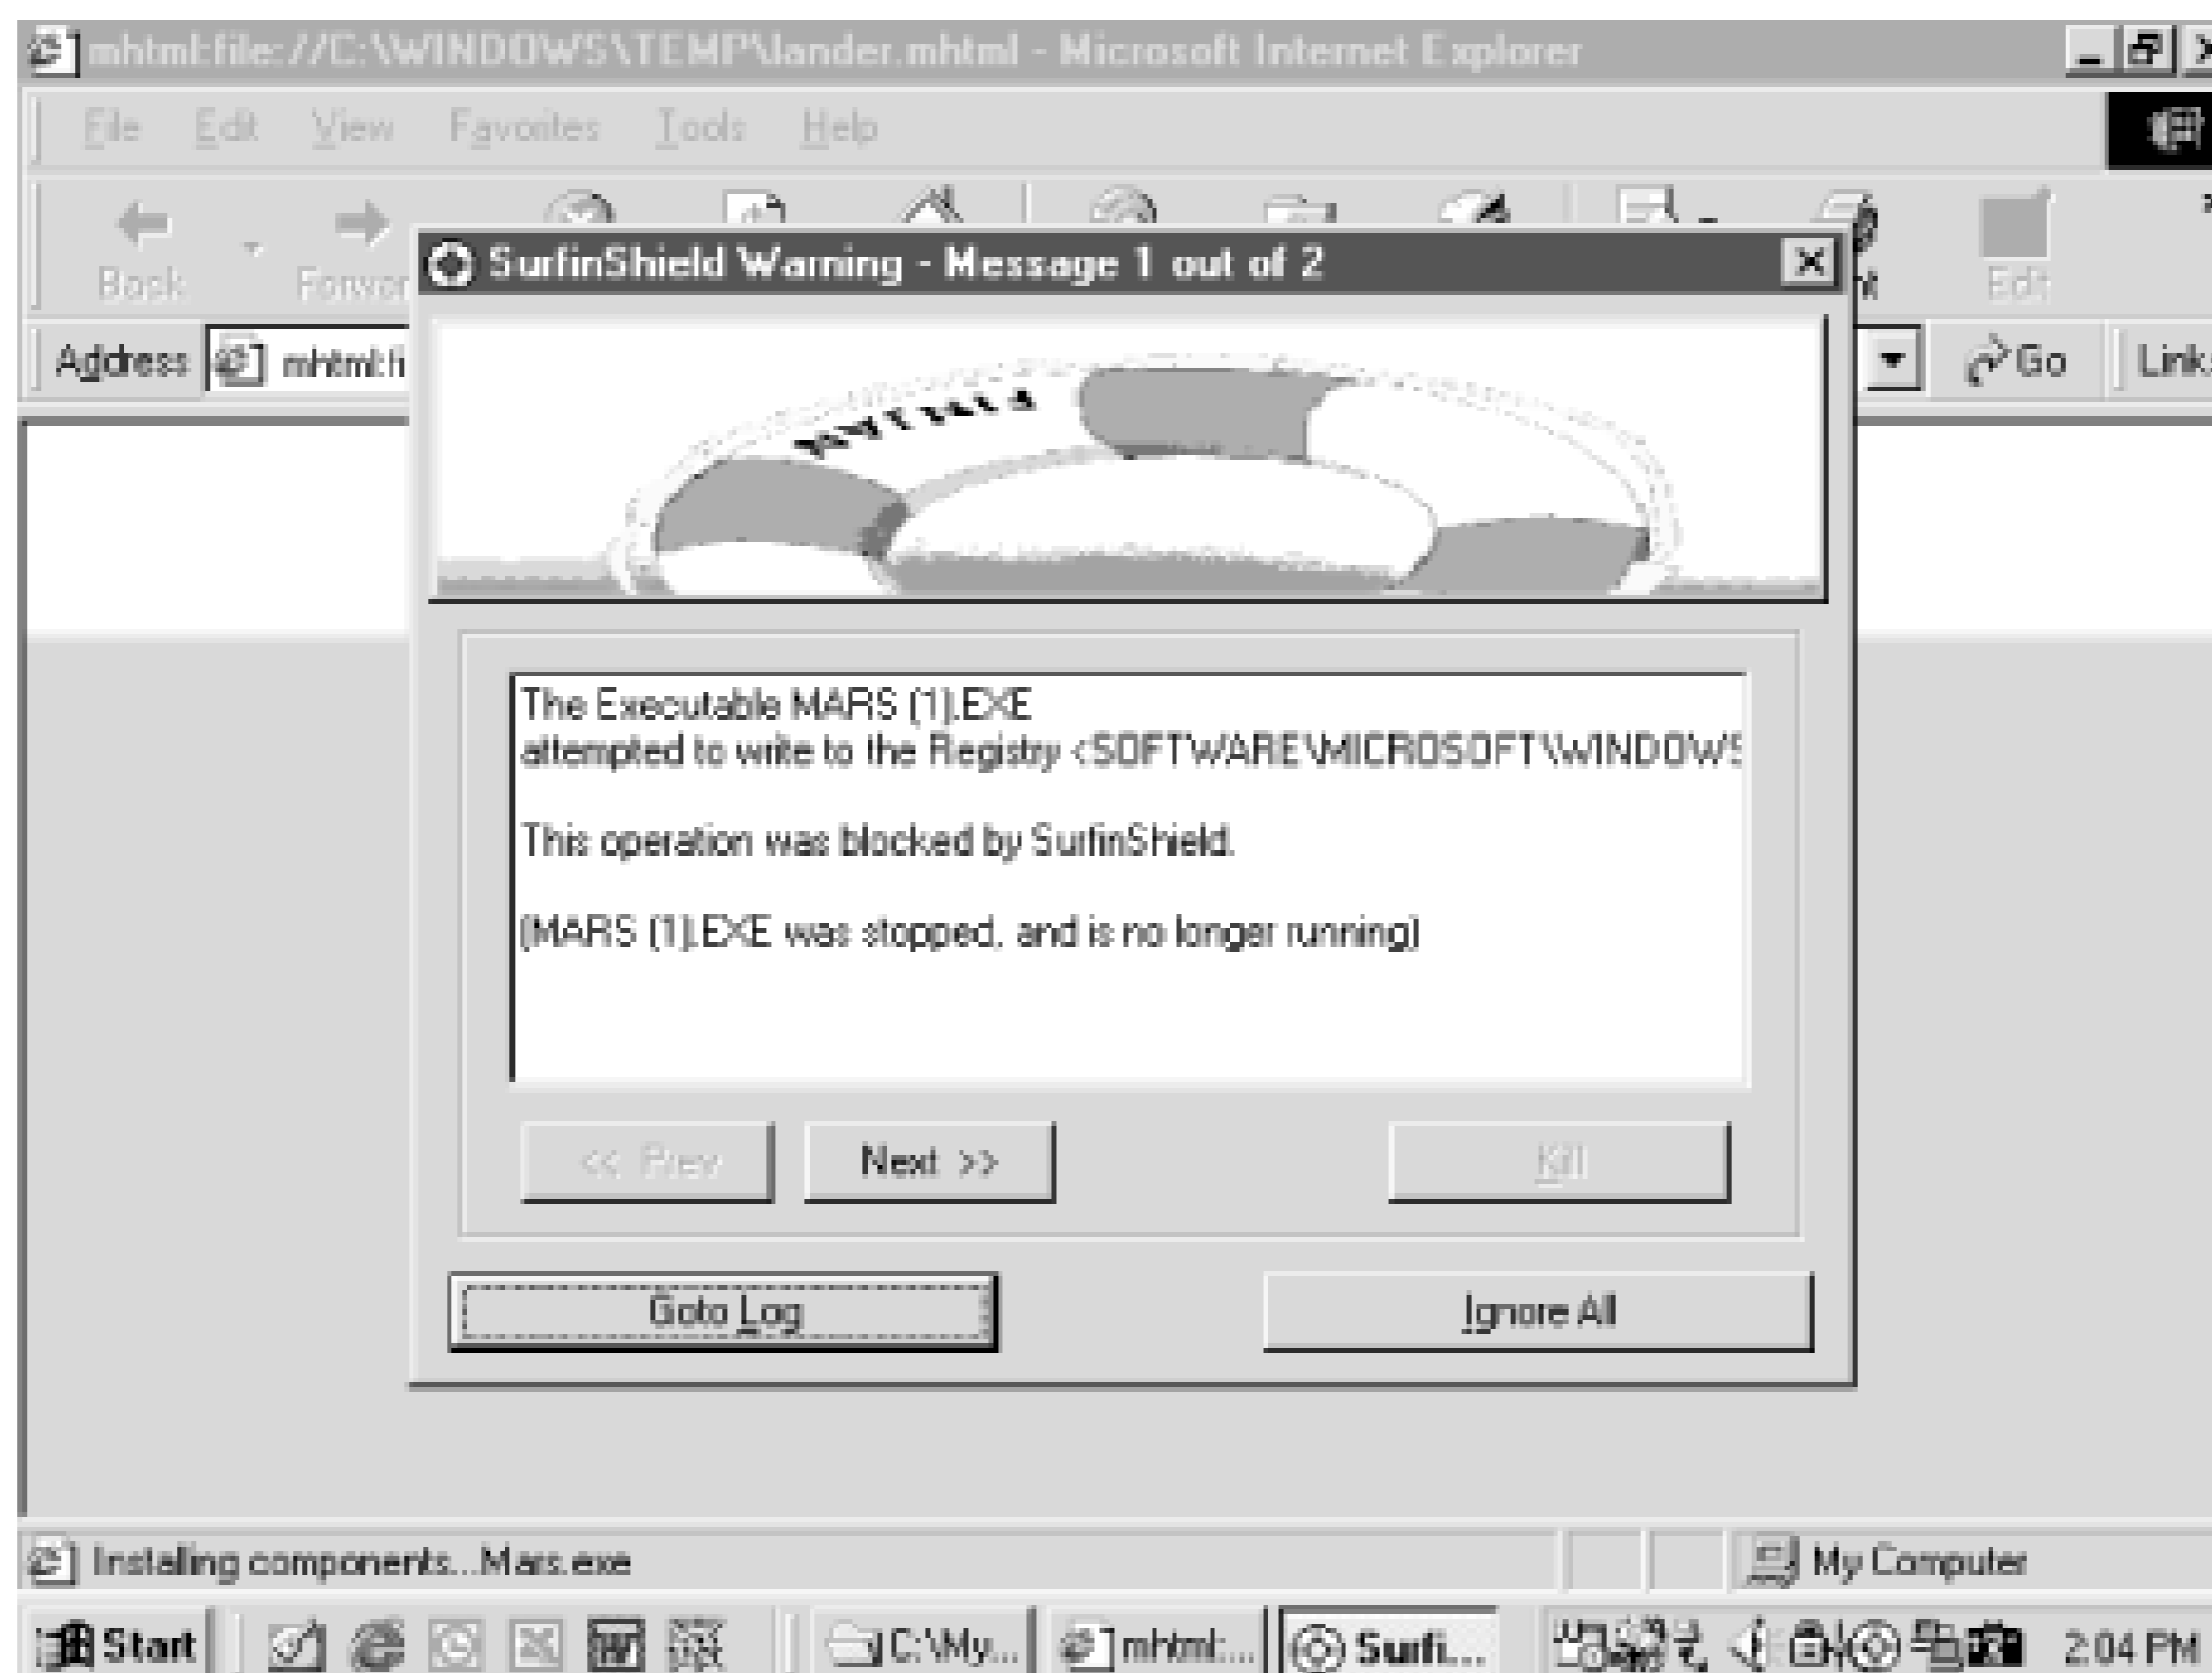 mhtml:file://C:\WINDOWS\TEMP\lander.mhtml - Microsoft Internet Explorer
File Edit View Favorites Tools Help
Back Forwar Edit
Address mhtml:fi Go Links
SurfinShield Warning - Message 1 out of 2
The Executable MARS (1).EXE
attempted to write to the Registry <SOFTWARE\MICROSOFT\WINDOWS
This operation was blocked by SurfinShield.
(MARS (1).EXE was stopped, and is no longer running)
<< Prev Next >> Kill
Goto Log Ignore All
Installing components...Mars.exe My Computer
Start C:\My... mhtml:... Surfi... 2:04 PM